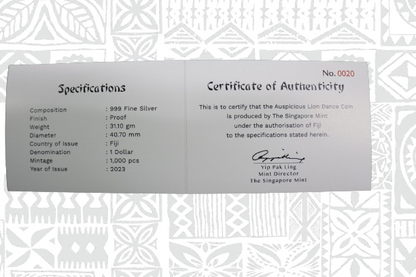 Specifications
Composition : 999 Fine Silver
Finish : Proof
Weight : 31.10 gm
Diameter : 40.70 mm
Country of Issue : Fiji
Denomination : 1 Dollar
Mintage : 1,000 pcs
Year of Issue : 2023
No. 0020
Certificate of Authenticity
This is to certify that the Auspicious Lion Dance Coin
is produced by The Singapore Mint
under the authorisation of Fiji
to the specifications stated herein.
Yip Pak Ling
Mint Director
The Singapore Mint